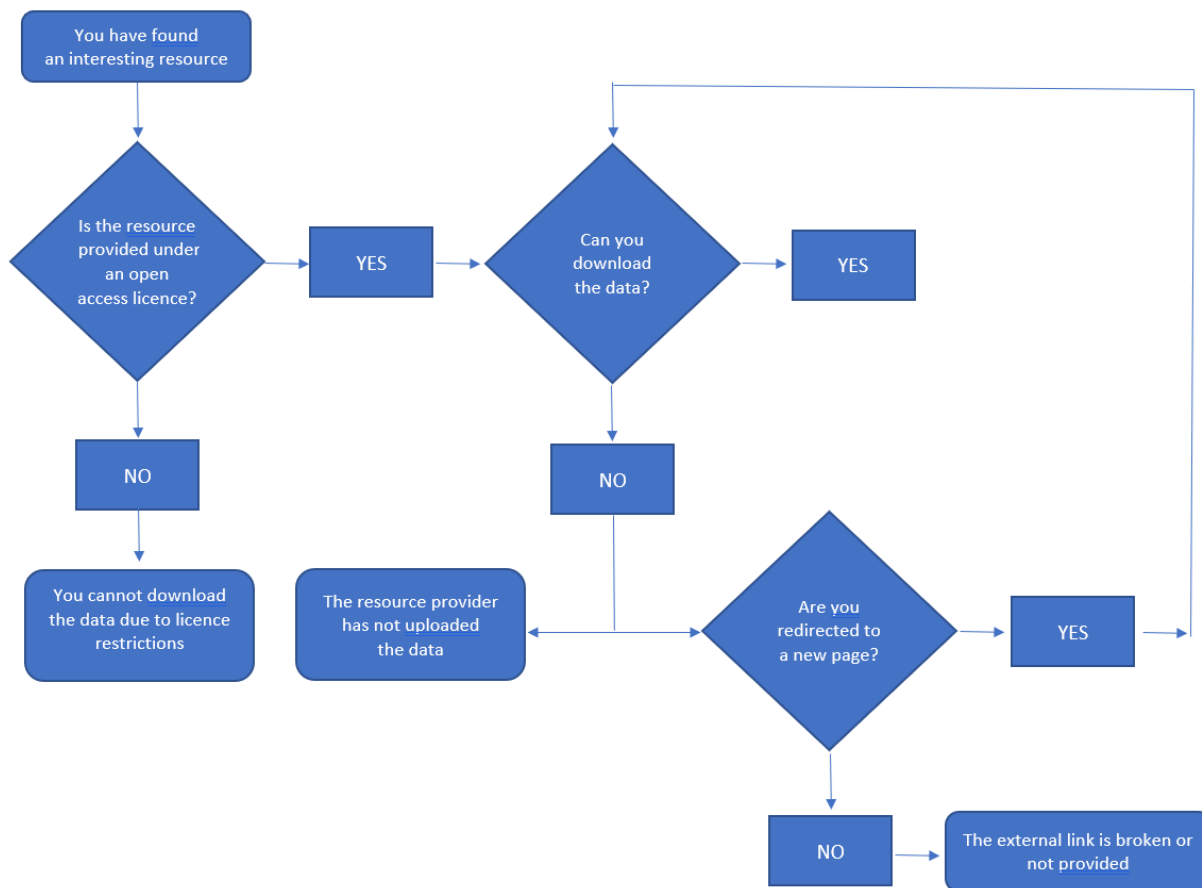 You have found
an interesting resource
Is the resource
provided under
an open
access licence?
YES
Can you
download
the data?
YES
NO
NO
You cannot download
the data due to licence
restrictions
The resource provider
has not uploaded
the data
Are you
redirected to
a new page?
YES
NO
The external link is broken or
not provided